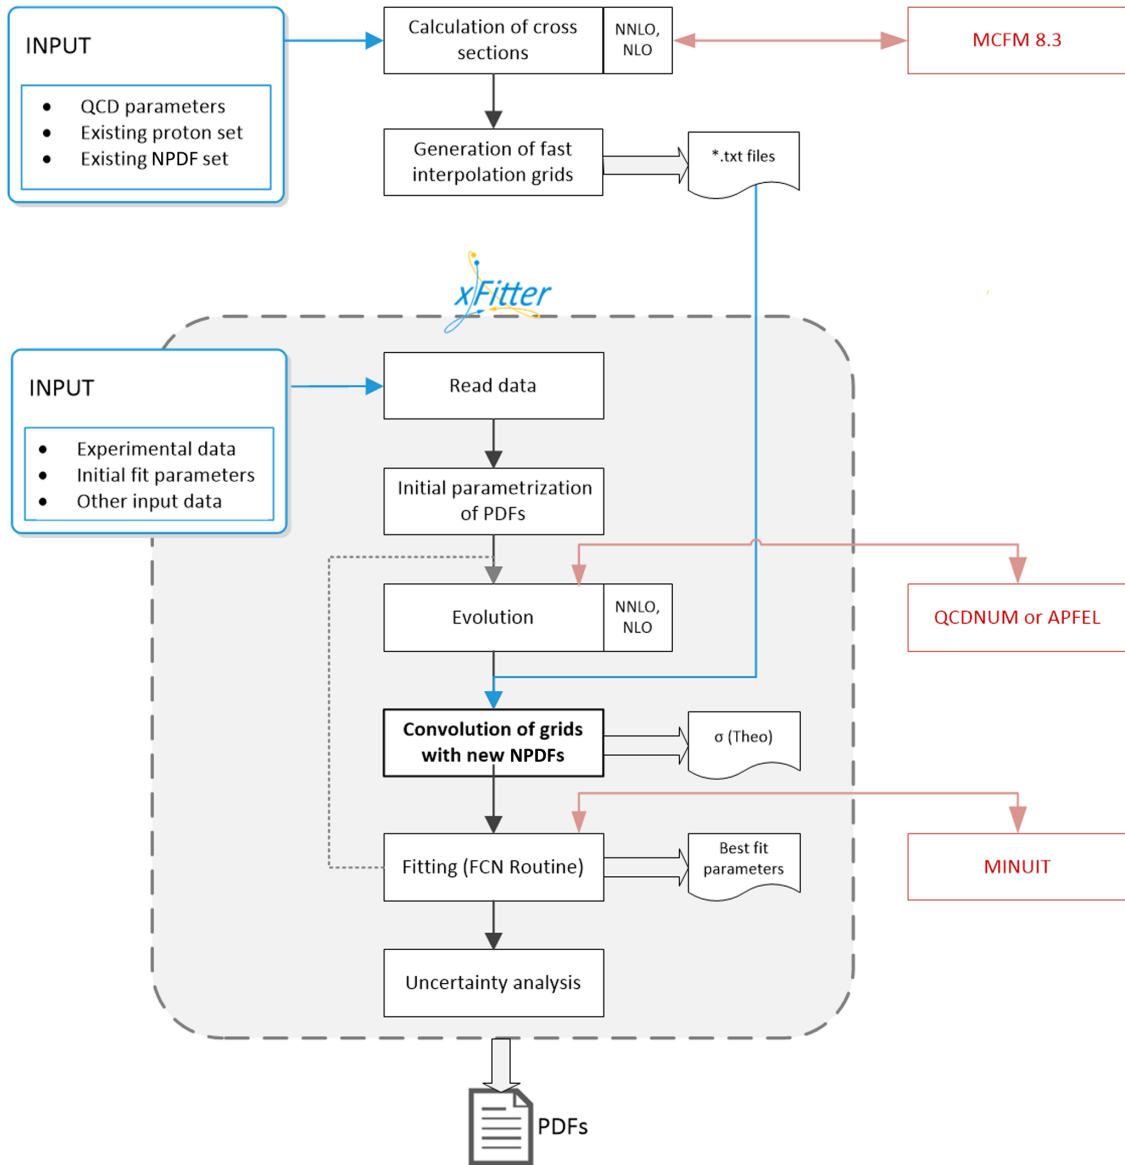 INPUT
• QCD parameters
• Existing proton set
• Existing NPDF set
Calculation of cross
sections
NNLO,
NLO
MCFM 8.3
Generation of fast
interpolation grids
*.txt files
xFitter
INPUT
• Experimental data
• Initial fit parameters
• Other input data
Read data
Initial parametrization
of PDFs
Evolution
NNLO,
NLO
QCDNUM or APFEL
Convolution of grids
with new NPDFs
σ (Theo)
Fitting (FCN Routine)
Best fit
parameters
MINUIT
Uncertainty analysis
PDFs